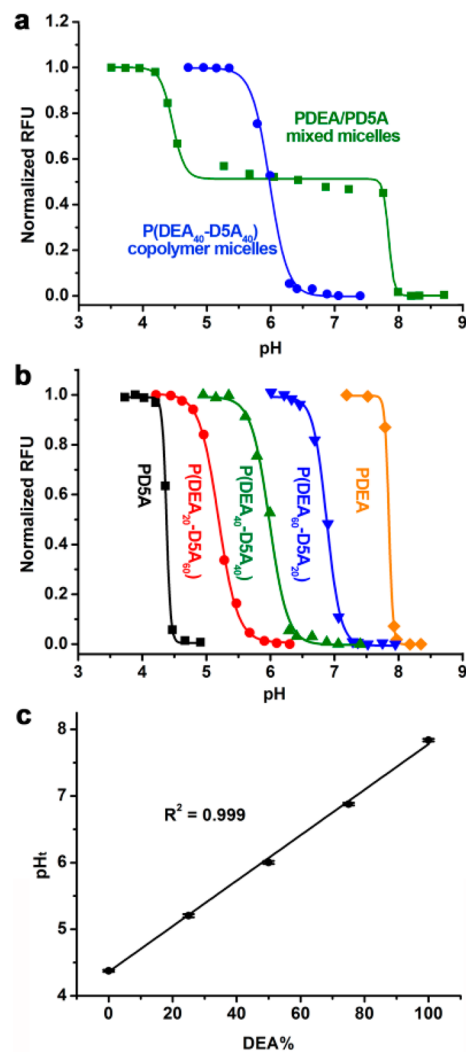 a
1.0
0.8
0.6
0.4
0.2
0.0
Normalized RFU
PDEA/PD5A
mixed micelles
P(DEA40-D5A40)
copolymer micelles
3 4 5 6 7 8 9
pH
b
1.0
0.8
0.6
0.4
0.2
0.0
Normalized RFU
PD5A
P(DEA20-D5A60)
P(DEA40-D5A40)
P(DEA60-D5A20)
PDEA
3 4 5 6 7 8 9
pH
c
8
7
6
5
4
pHt
R2 = 0.999
0 20 40 60 80 100
DEA%